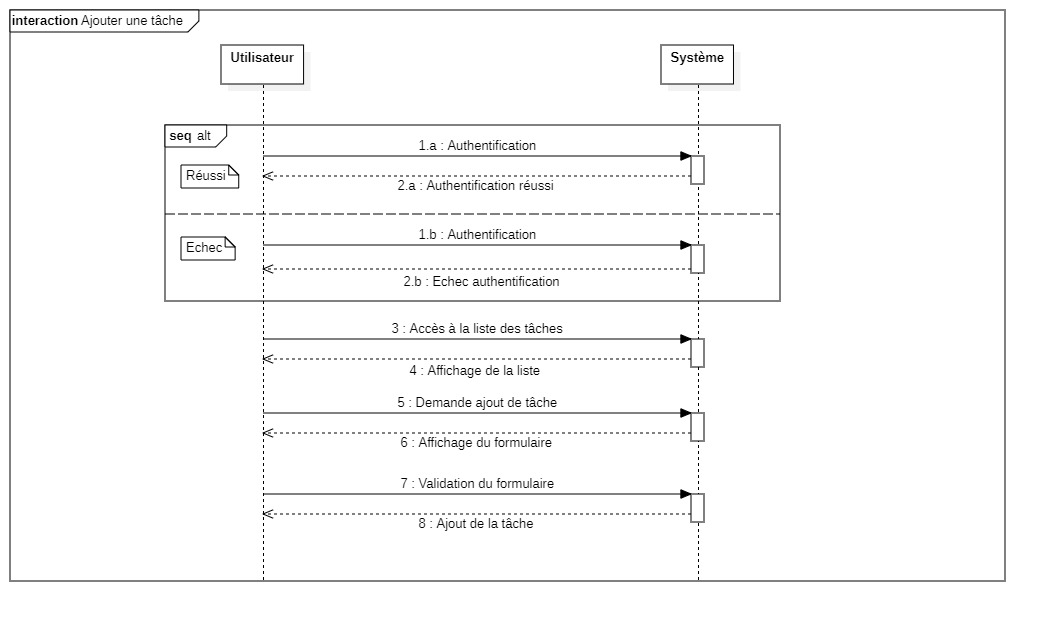 interaction Ajouter une tâche
Utilisateur
Système
seq alt
1.a : Authentification
Réussi
2.a : Authentification réussi
1.b : Authentification
Echec
2.b : Echec authentification
3 : Accès à la liste des tâches
4 : Affichage de la liste
5 : Demande ajout de tâche
6 : Affichage du formulaire
7 : Validation du formulaire
8 : Ajout de la tâche